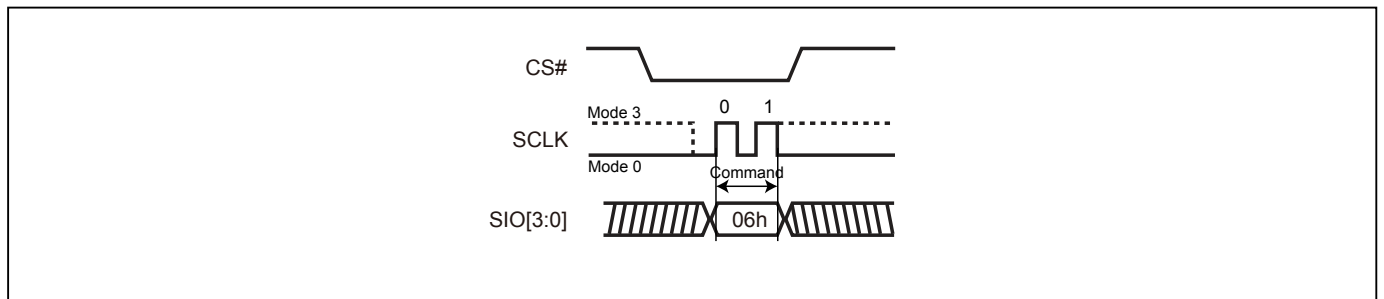 CS#
Mode 3
0 1
SCLK
Mode 0
Command
SIO[3:0]
06h